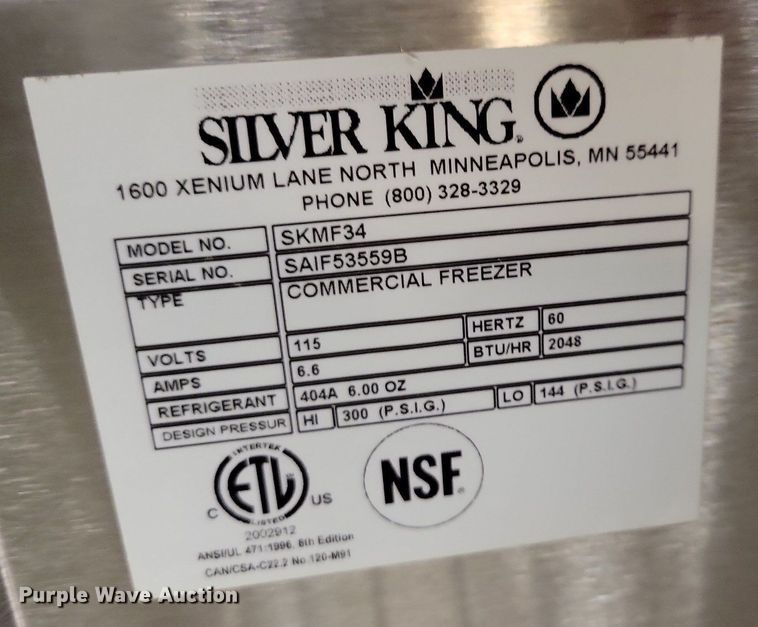 SILVER KING®
1600 XENIUM LANE NORTH MINNEAPOLIS, MN 55441
PHONE (800) 328-3329
MODEL NO. SKMF34
SERIAL NO. SAIF53559B
TYPE COMMERCIAL FREEZER
VOLTS 115 HERTZ 60
AMPS 6.6 BTU/HR 2048
REFRIGERANT 404A 6.00 OZ
DESIGN PRESSUR HI 300 (P.S.I.G.) LO 144 (P.S.I.G.)
INTERTEK
C ETL US
LISTED
NSF®
2002912
ANSI/UL 471:1996, 8th Edition
CAN/CSA-C22.2 No.120-M91
Purple Wave Auction